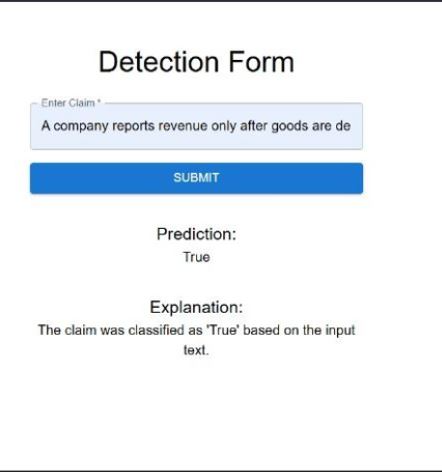 Detection Form
Enter Claim *
A company reports revenue only after goods are de
SUBMIT
Prediction:
True
Explanation:
The claim was classified as 'True' based on the input
text.